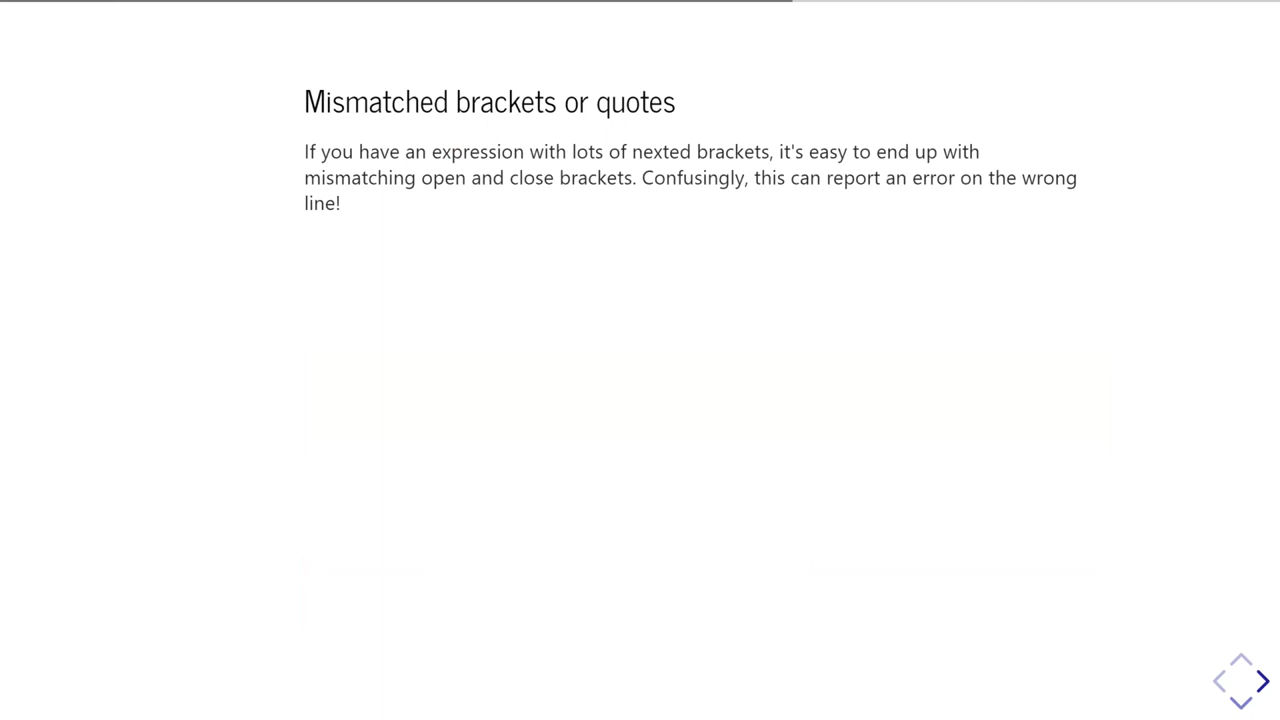 Mismatched brackets or quotes
If you have an expression with lots of nexted brackets, it's easy to end up with
mismatching open and close brackets. Confusingly, this can report an error on the wrong
line!